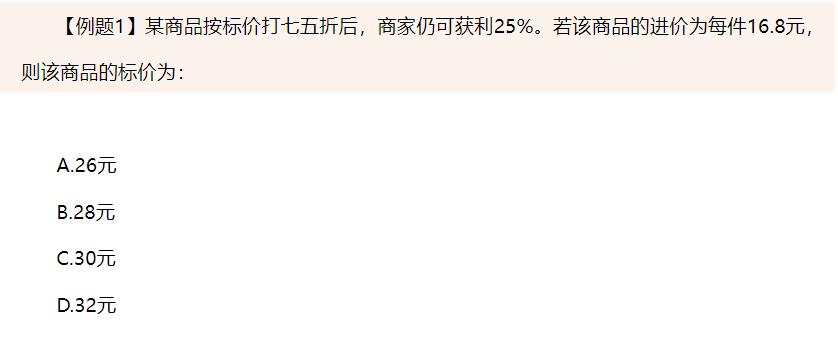 【例题1】某商品按标价打七五折后，商家仍可获利25%。若该商品的进价为每件16.8元，
则该商品的标价为：
A.26元
B.28元
C.30元
D.32元